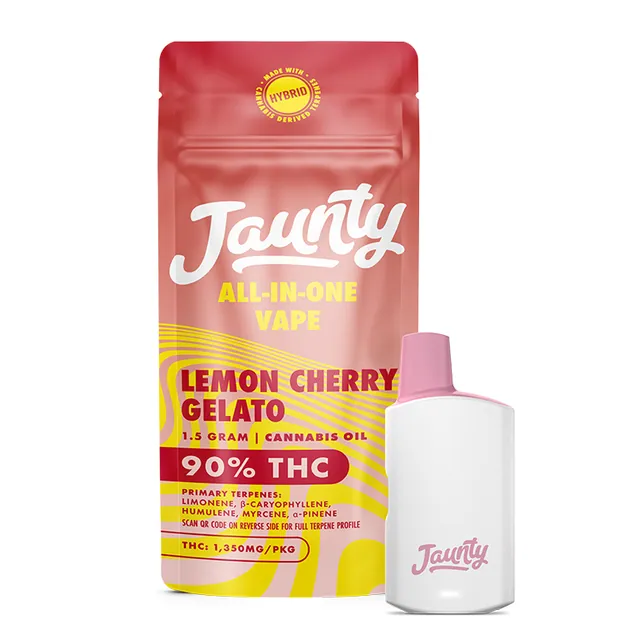 MADE WITH
HYBRID
CANNABIS DERIVED TERPENES
Jaunty
ALL-IN-ONE
VAPE
LEMON CHERRY
GELATO
1.5 GRAM | CANNABIS OIL
90% THC
PRIMARY TERPENES:
LIMONENE, β-CARYOPHYLLENE,
HUMULENE, MYRCENE, α-PINENE
SCAN QR CODE ON REVERSE SIDE FOR FULL TERPENE PROFILE
THC: 1,350MG/PKG
Jaunty